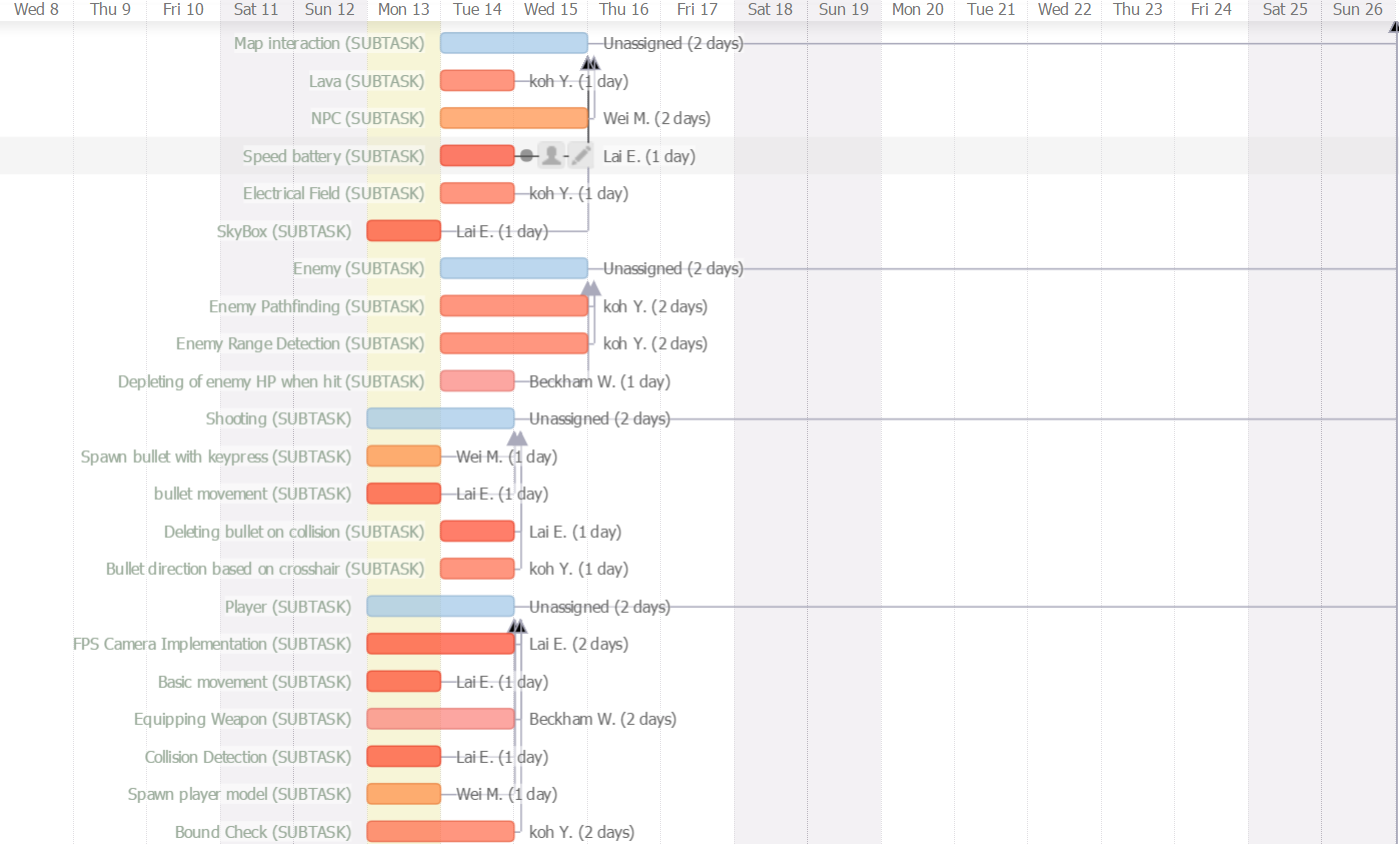 Wed 8 Thu 9 Fri 10 Sat 11 Sun 12 Mon 13 Tue 14 Wed 15 Thu 16 Fri 17 Sat 18 Sun 19 Mon 20 Tue 21 Wed 22 Thu 23 Fri 24 Sat 25 Sun 26
Map interaction (SUBTASK) Unassigned (2 days)
Lava (SUBTASK) koh Y. (1 day)
NPC (SUBTASK) Wei M. (2 days)
Speed battery (SUBTASK) Lai E. (1 day)
Electrical Field (SUBTASK) koh Y. (1 day)
SkyBox (SUBTASK) Lai E. (1 day)
Enemy (SUBTASK) Unassigned (2 days)
Enemy Pathfinding (SUBTASK) koh Y. (2 days)
Enemy Range Detection (SUBTASK) koh Y. (2 days)
Depleting of enemy HP when hit (SUBTASK) Beckham W. (1 day)
Shooting (SUBTASK) Unassigned (2 days)
Spawn bullet with keypress (SUBTASK) Wei M. (1 day)
bullet movement (SUBTASK) Lai E. (1 day)
Deleting bullet on collision (SUBTASK) Lai E. (1 day)
Bullet direction based on crosshair (SUBTASK) koh Y. (1 day)
Player (SUBTASK) Unassigned (2 days)
FPS Camera Implementation (SUBTASK) Lai E. (2 days)
Basic movement (SUBTASK) Lai E. (1 day)
Equipping Weapon (SUBTASK) Beckham W. (2 days)
Collision Detection (SUBTASK) Lai E. (1 day)
Spawn player model (SUBTASK) Wei M. (1 day)
Bound Check (SUBTASK) koh Y. (2 days)